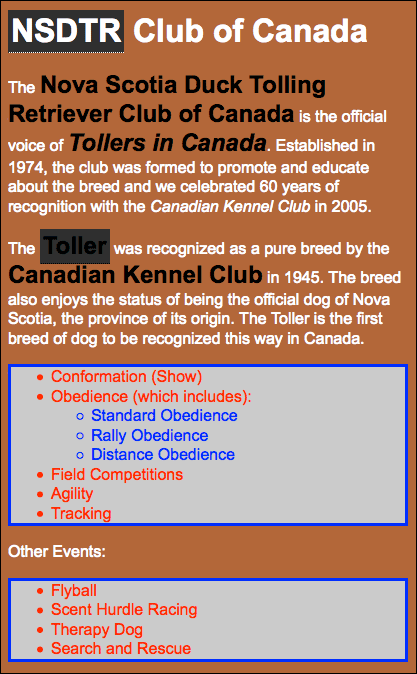 NSDTR Club of Canada
The Nova Scotia Duck Tolling
Retriever Club of Canada is the official
voice of Tollers in Canada. Established in
1974, the club was formed to promote and educate
about the breed and we celebrated 60 years of
recognition with the Canadian Kennel Club in 2005.
The Toller was recognized as a pure breed by the
Canadian Kennel Club in 1945. The breed
also enjoys the status of being the official dog of Nova
Scotia, the province of its origin. The Toller is the first
breed of dog to be recognized this way in Canada.
Conformation (Show)
Obedience (which includes):
Standard Obedience
Rally Obedience
Distance Obedience
Field Competitions
Agility
Tracking
Other Events:
Flyball
Scent Hurdle Racing
Therapy Dog
Search and Rescue